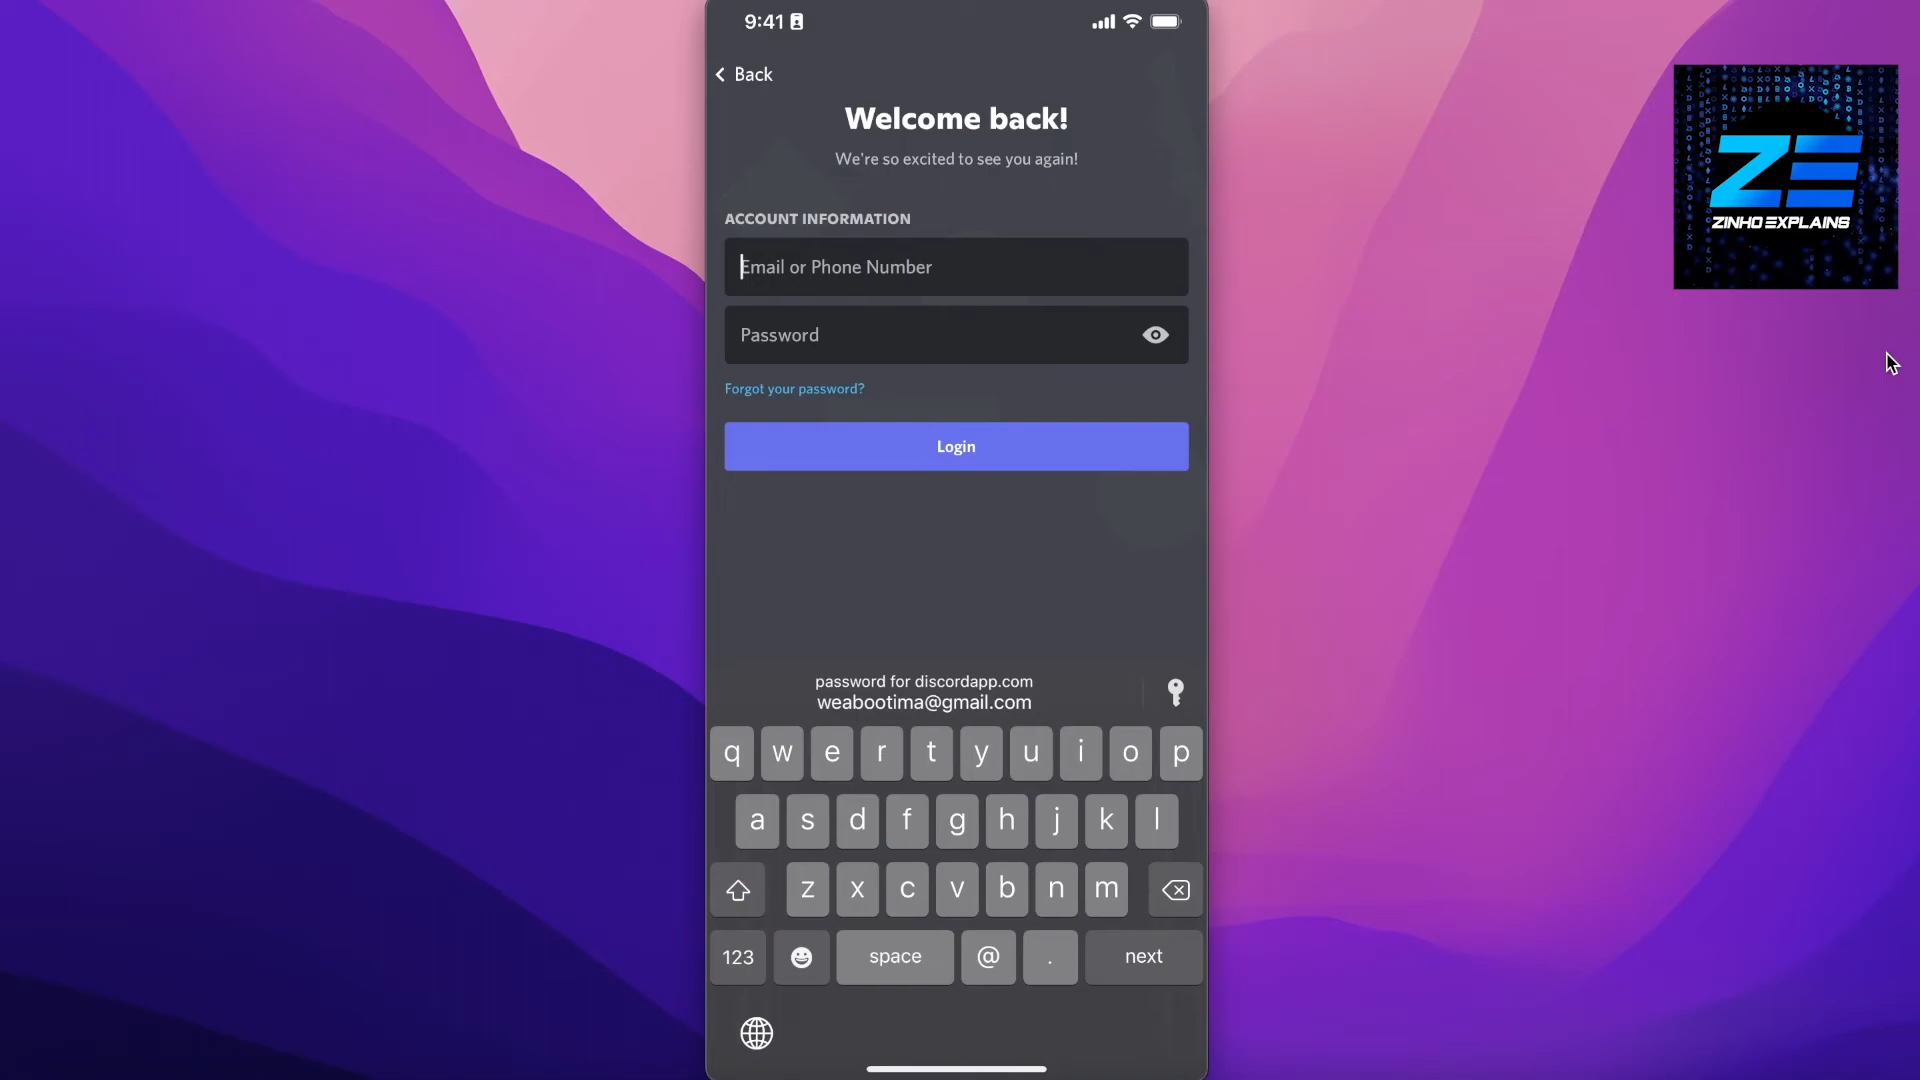 9:41
Back
Welcome back!
We're so excited to see you again!
ZE
ZINHO EXPLAINS
ACCOUNT INFORMATION
Email or Phone Number
Password
Forgot your password?
Login
password for discordapp.com
weabootima@gmail.com
q w e r t y u i o p
a s d f g h j k l
z x c v b n m
123 space @ . next